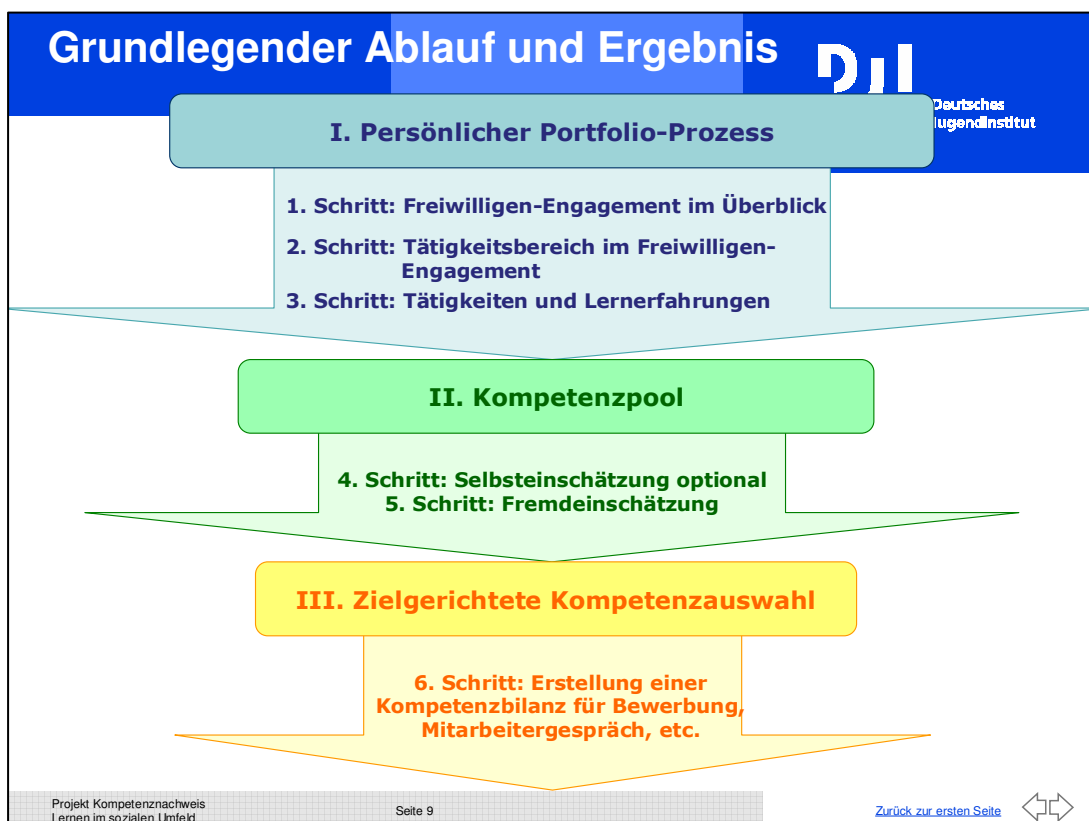 Grundlegender Ablauf und Ergebnis
DJI
Deutsches
Jugendinstitut
I. Persönlicher Portfolio-Prozess
1. Schritt: Freiwilligen-Engagement im Überblick
2. Schritt: Tätigkeitsbereich im Freiwilligen-
Engagement
3. Schritt: Tätigkeiten und Lernerfahrungen
II. Kompetenzpool
4. Schritt: Selbsteinschätzung optional
5. Schritt: Fremdeinschätzung
III. Zielgerichtete Kompetenzauswahl
6. Schritt: Erstellung einer
Kompetenzbilanz für Bewerbung,
Mitarbeitergespräch, etc.
Projekt Kompetenznachweis
Lernen im sozialen Umfeld
Seite 9
Zurück zur ersten Seite